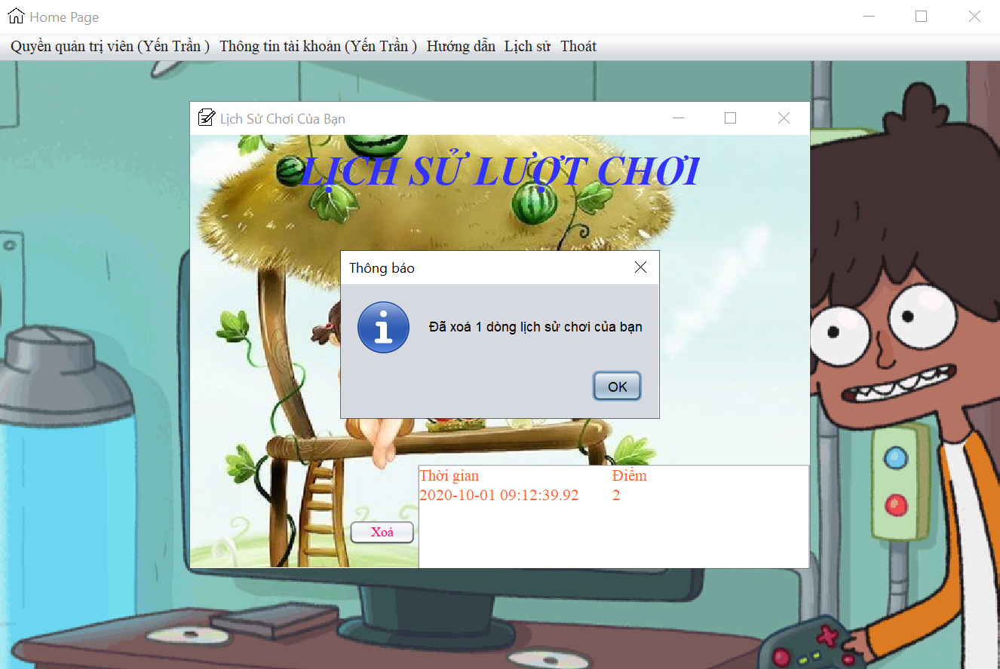 Home Page
Quyền quản trị viên (Yến Trần ) Thông tin tài khoản (Yến Trần ) Hướng dẫn Lịch sử Thoát
Lịch Sử Chơi Của Bạn
LỊCH SỬ LƯỢT CHƠI
Thông báo
Đã xoá 1 dòng lịch sử chơi của bạn
OK
Thời gian Điểm
2020-10-01 09:12:39.92 2
Xoá